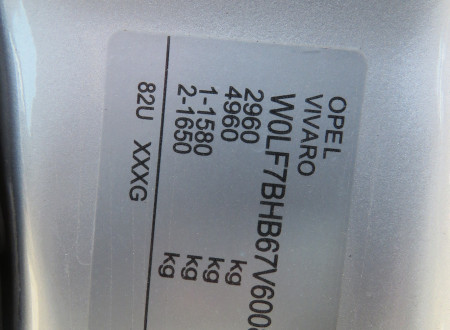 OPEL
VIVARO
W0LF7BHB67V600
2960 kg
4960 kg
1-1580 kg
2-1650 kg
82U XXXG